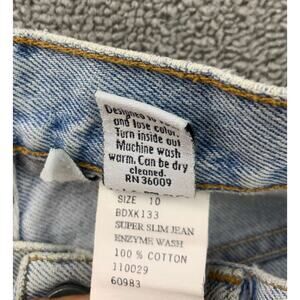 Designed to
and lose color.
Turn inside out
Machine wash
warm. Can be dry
cleaned.
RN 36009
SIZE 10
BDXK133
SUPER SLIM JEAN
ENZYME WASH
100% COTTON
110029
60983